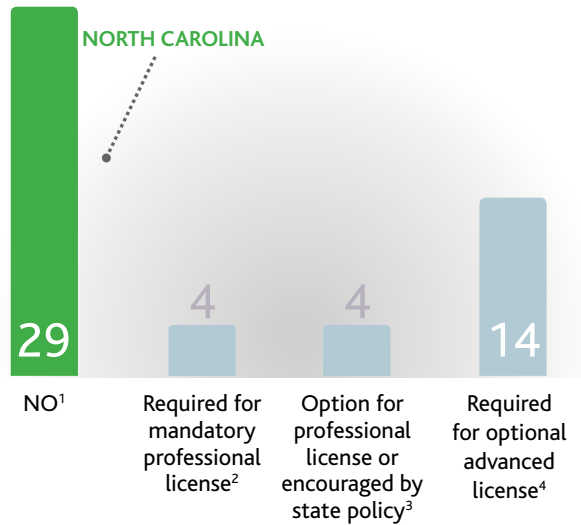 NORTH CAROLINA
29
4
4
14
NO¹
Required for
mandatory
professional
license²
Option for
professional
license or
encouraged by
state policy³
Required
for optional
advanced
license⁴